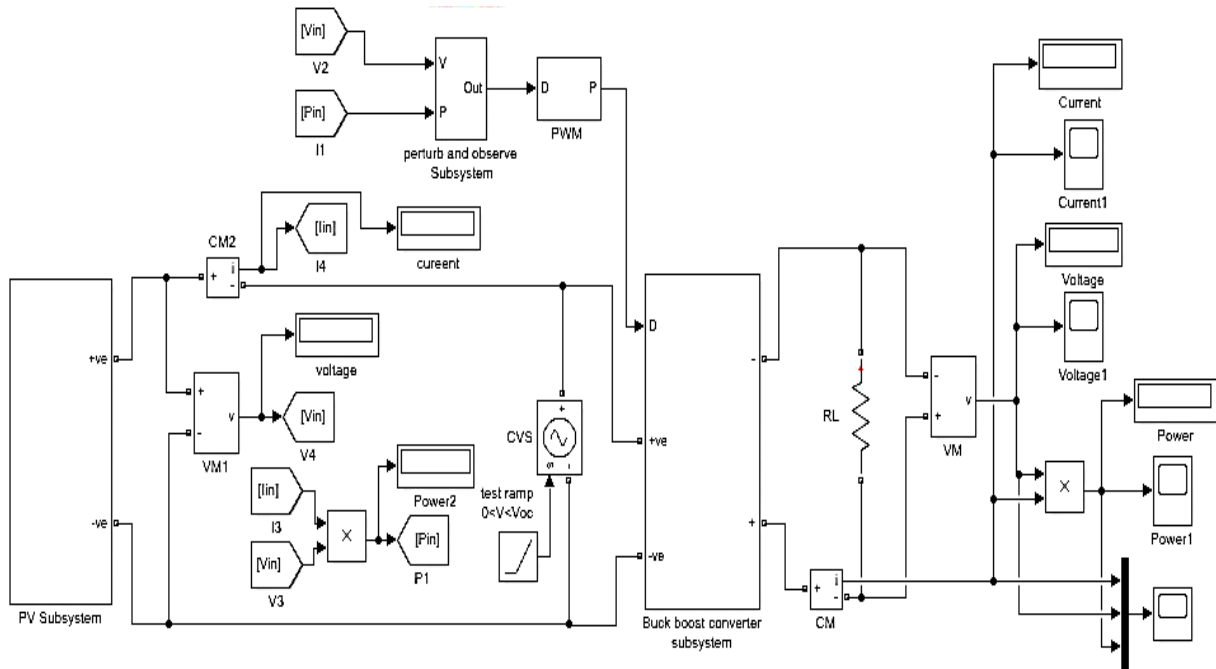 [Vin]
V2
[Pin]
I1
V
P
Out
perturb and observe
Subsystem
D
P
PWM
Current
Current1
Voltage
Voltage1
Power
Power1
CM2
+
i
-
[Iin]
I4
cureent
PV Subsystem
+ve
-ve
+
-
v
VM1
voltage
[Vin]
V4
[Iin]
I3
[Vin]
V3
X
Power2
[Pin]
P1
CVS
+
s
-
test ramp
0<V<Voc
D
+ve
-ve
-
+
Buck boost converter
subsystem
RL
-
+
v
VM
X
+
i
-
CM